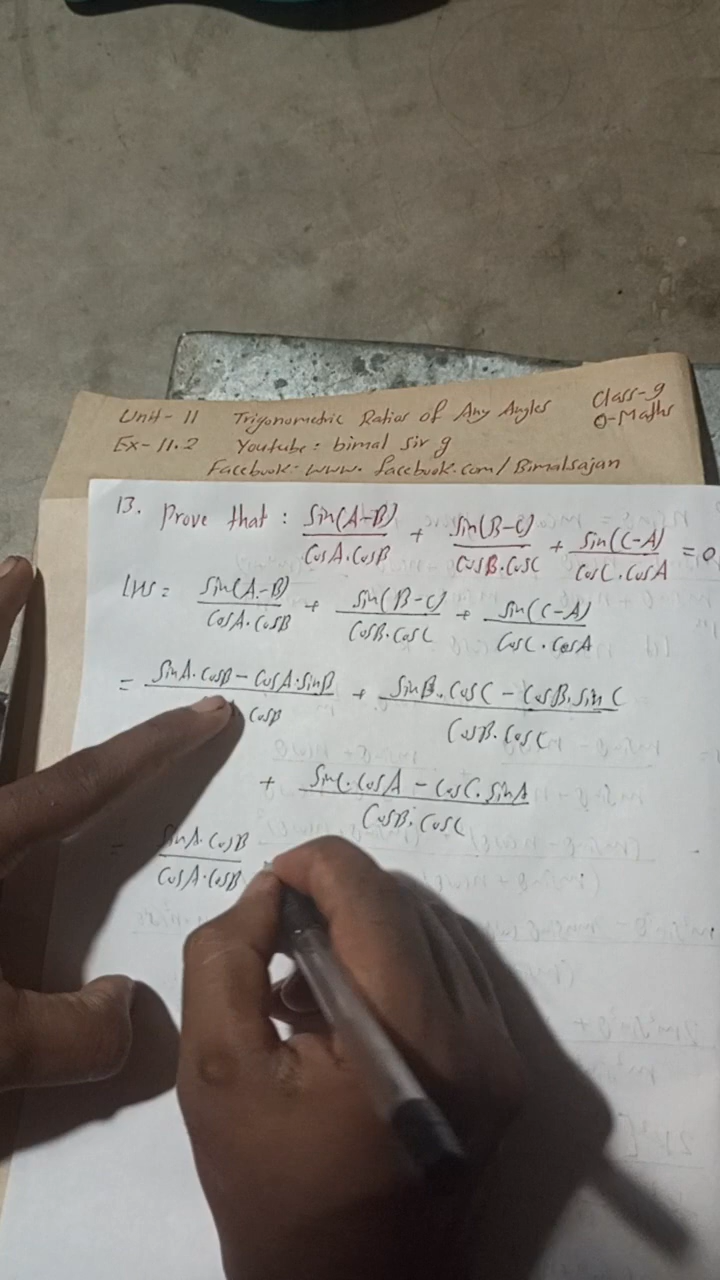 Unit-11 Trigonometric Ratios of Any Angles Class-9
O-Maths
Ex-11.2 Youtube: bimal sir g
Facebook: www.facebook.com/Bimalsajan
13. Prove that : Sin(A-B)/CosA.CosB + Sin(B-C)/CosB.CosC + Sin(C-A)/CosC.CosA = 0
LHS = Sin(A-B)/CosA.CosB + Sin(B-C)/CosB.CosC + Sin(C-A)/CosC.CosA
= SinA.CosB - CosA.SinB/CosB + SinB.CosC - CosB.SinC/CosB.CosC
+ SinC.CosA - CosC.SinA/CosB.CosC
= SinA.CosB/CosA.CosB